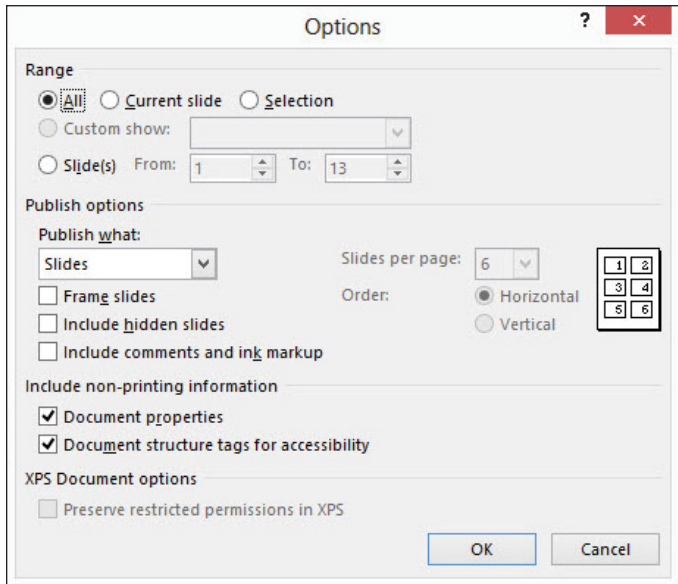 Options ?
Range
All Current slide Selection
Custom show:
Slide(s) From: 1 To: 13
Publish options
Publish what:
Slides Slides per page: 6
Frame slides Order: Horizontal
Include hidden slides Vertical
Include comments and ink markup
1 2
3 4
5 6
Include non-printing information
Document properties
Document structure tags for accessibility
XPS Document options
Preserve restricted permissions in XPS
OK Cancel